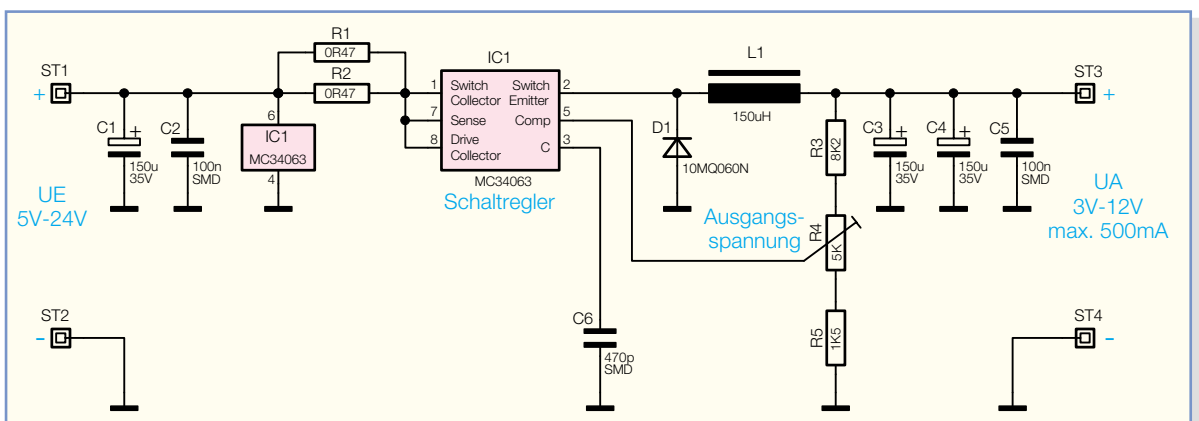 R1
0R47
R2
0R47
ST1
+
C1
+
150u
35V
C2
100n
SMD
6
IC1
MC34063
4
UE
5V-24V
ST2
-
IC1
1
Switch
Collector
7
Sense
8
Drive
Collector
Switch
Emitter
2
Comp
5
C
3
MC34063
Schaltregler
C6
470p
SMD
D1
10MQ060N
L1
150uH
R3
8K2
Ausgangs-
spannung
R4
5K
R5
1K5
C3
+
150u
35V
C4
+
150u
35V
C5
100n
SMD
ST3
+
UA
3V-12V
max. 500mA
ST4
-